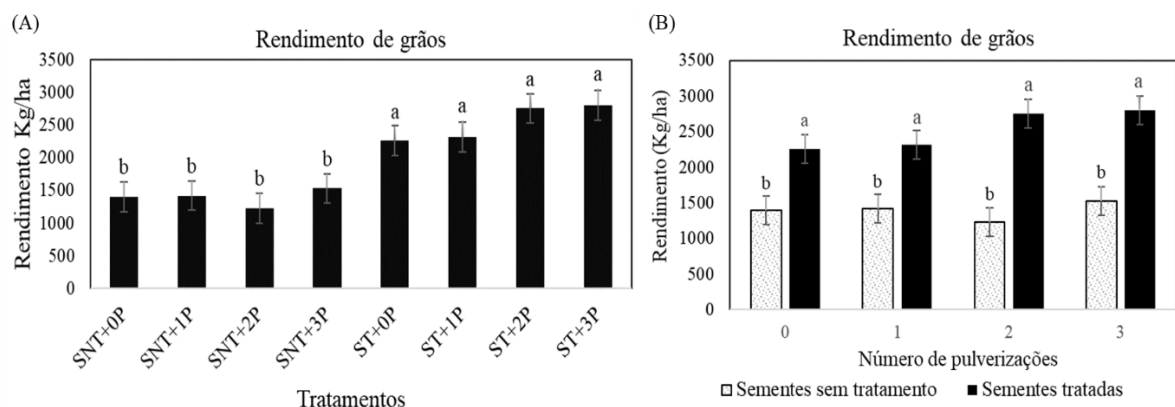 (A)
Rendimento de grãos
3500
3000
2500
2000
1500
1000
500
0
Rendimento Kg/ha
b
b
b
b
a
a
a
a
SNT+0P
SNT+1P
SNT+2P
SNT+3P
ST+0P
ST+1P
ST+2P
ST+3P
Tratamentos
(B)
Rendimento de grãos
3500
3000
2500
2000
1500
1000
500
0
Rendimento (Kg/ha)
b
a
b
a
b
a
b
a
0
1
2
3
Número de pulverizações
Sementes sem tratamento
Sementes tratadas